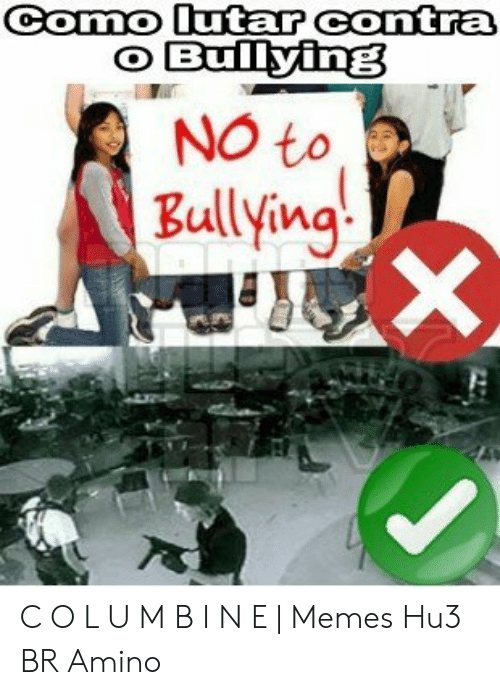 Como lutar contra
o Bullying
NO to
Bullying!
C O L U M B I N E | Memes Hu3
BR Amino